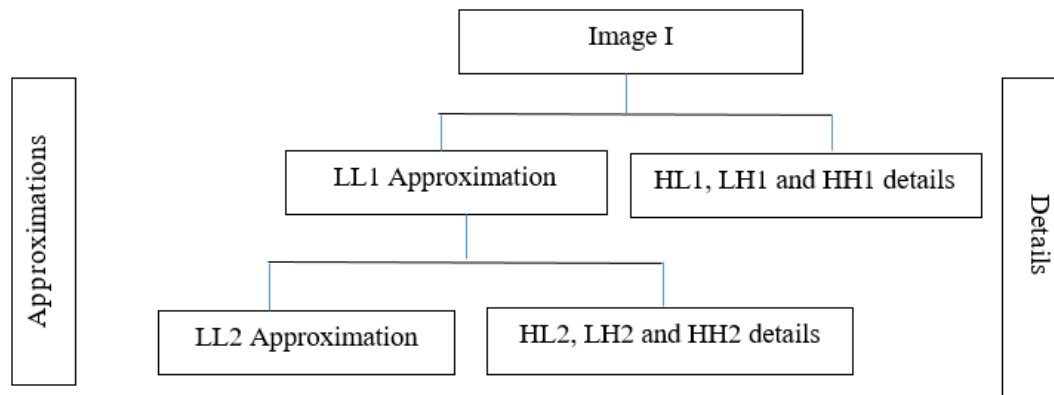 Image I
Approximations
LL1 Approximation
HL1, LH1 and HH1 details
Details
LL2 Approximation
HL2, LH2 and HH2 details